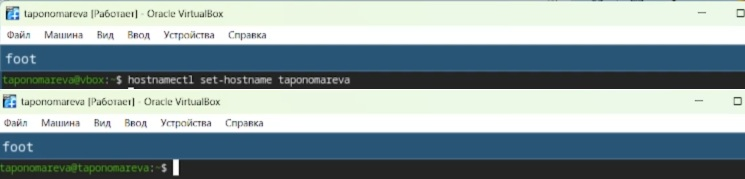 taponomareva [Работает] - Oracle VirtualBox
Файл Машина Вид Ввод Устройства Справка
foot
taponomareva@vbox:~$ hostnamectl set-hostname taponomareva
taponomareva [Работает] - Oracle VirtualBox
Файл Машина Вид Ввод Устройства Справка
foot
taponomareva@taponomareva:~$